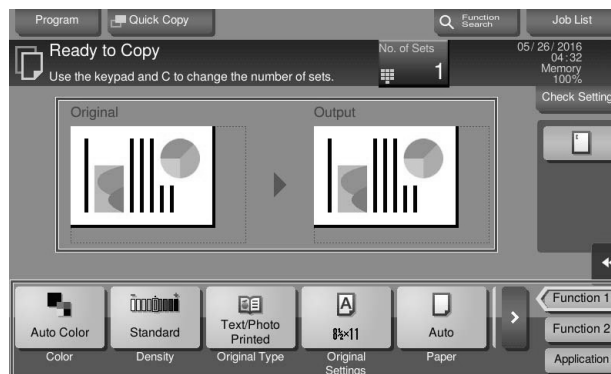 Program
Quick Copy
Function
Search
Job List
Ready to Copy
Use the keypad and C to change the number of sets.
No. of Sets
1
05/26/2016
04:32
Memory
100%
Check Setting
Original
Output
Auto Color
Color
Standard
Density
Text/Photo
Printed
Original Type
A
8½×11
Original
Settings
Auto
Paper
Function 1
Function 2
Application